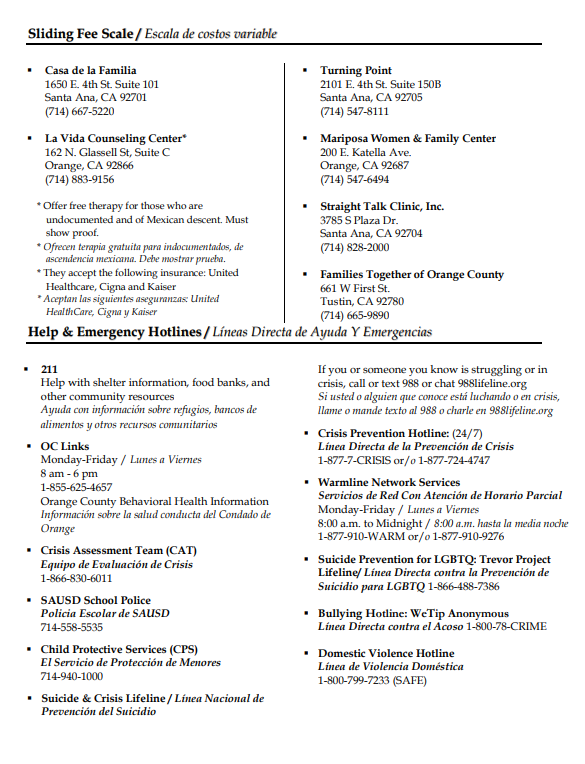 Sliding Fee Scale / Escala de costos variable
▪ Casa de la Familia
1650 E. 4th St. Suite 101
Santa Ana, CA 92701
(714) 667-5220
▪ La Vida Counseling Center*
162 N. Glassell St, Suite C
Orange, CA 92866
(714) 883-9156
* Offer free therapy for those who are
undocumented and of Mexican descent. Must
show proof.
* Ofrecen terapia gratuita para indocumentados, de
ascendencia mexicana. Debe mostrar prueba.
* They accept the following insurance: United
Healthcare, Cigna and Kaiser
* Aceptan las siguientes aseguranzas: United
HealthCare, Cigna y Kaiser
▪ Turning Point
2101 E. 4th St. Suite 150B
Santa Ana, CA 92705
(714) 547-8111
▪ Mariposa Women & Family Center
200 E. Katella Ave.
Orange, CA 92687
(714) 547-6494
▪ Straight Talk Clinic, Inc.
3785 S Plaza Dr.
Santa Ana, CA 92704
(714) 828-2000
▪ Families Together of Orange County
661 W First St.
Tustin, CA 92780
(714) 665-9890
Help & Emergency Hotlines / Líneas Directa de Ayuda Y Emergencias
▪ 211
Help with shelter information, food banks, and
other community resources
Ayuda con información sobre refugios, bancos de
alimentos y otros recursos comunitarios
▪ OC Links
Monday-Friday / Lunes a Viernes
8 am - 6 pm
1-855-625-4657
Orange County Behavioral Health Information
Información sobre la salud conducta del Condado de
Orange
▪ Crisis Assessment Team (CAT)
Equipo de Evaluación de Crisis
1-866-830-6011
▪ SAUSD School Police
Policia Escolar de SAUSD
714-558-5535
▪ Child Protective Services (CPS)
El Servicio de Protección de Menores
714-940-1000
▪ Suicide & Crisis Lifeline / Línea Nacional de
Prevención del Suicidio
If you or someone you know is struggling or in
crisis, call or text 988 or chat 988lifeline.org
Si usted o alguien que conoce está luchando o en crisis,
llame o mande texto al 988 o charle en 988lifeline.org
▪ Crisis Prevention Hotline: (24/7)
Línea Directa de la Prevención de Crisis
1-877-7-CRISIS or/o 1-877-724-4747
▪ Warmline Network Services
Servicios de Red Con Atención de Horario Parcial
Monday-Friday / Lunes a Viernes
8:00 a.m. to Midnight / 8:00 a.m. hasta la media noche
1-877-910-WARM or/o 1-877-910-9276
▪ Suicide Prevention for LGBTQ: Trevor Project
Lifeline/ Línea Directa contra la Prevención de
Suicidio para LGBTQ 1-866-488-7386
▪ Bullying Hotline: WeTip Anonymous
Línea Directa contra el Acoso 1-800-78-CRIME
▪ Domestic Violence Hotline
Línea de Violencia Doméstica
1-800-799-7233 (SAFE)